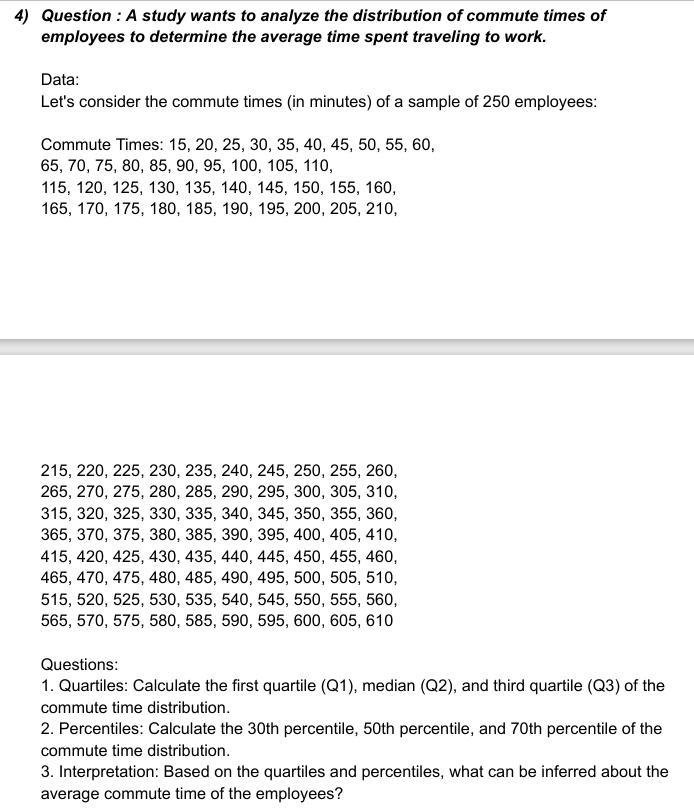 4) Question : A study wants to analyze the distribution of commute times of
employees to determine the average time spent traveling to work.
Data:
Let's consider the commute times (in minutes) of a sample of 250 employees:
Commute Times: 15, 20, 25, 30, 35, 40, 45, 50, 55, 60,
65, 70, 75, 80, 85, 90, 95, 100, 105, 110,
115, 120, 125, 130, 135, 140, 145, 150, 155, 160,
165, 170, 175, 180, 185, 190, 195, 200, 205, 210,
215, 220, 225, 230, 235, 240, 245, 250, 255, 260,
265, 270, 275, 280, 285, 290, 295, 300, 305, 310,
315, 320, 325, 330, 335, 340, 345, 350, 355, 360,
365, 370, 375, 380, 385, 390, 395, 400, 405, 410,
415, 420, 425, 430, 435, 440, 445, 450, 455, 460,
465, 470, 475, 480, 485, 490, 495, 500, 505, 510,
515, 520, 525, 530, 535, 540, 545, 550, 555, 560,
565, 570, 575, 580, 585, 590, 595, 600, 605, 610
Questions:
1. Quartiles: Calculate the first quartile (Q1), median (Q2), and third quartile (Q3) of the
commute time distribution.
2. Percentiles: Calculate the 30th percentile, 50th percentile, and 70th percentile of the
commute time distribution.
3. Interpretation: Based on the quartiles and percentiles, what can be inferred about the
average commute time of the employees?